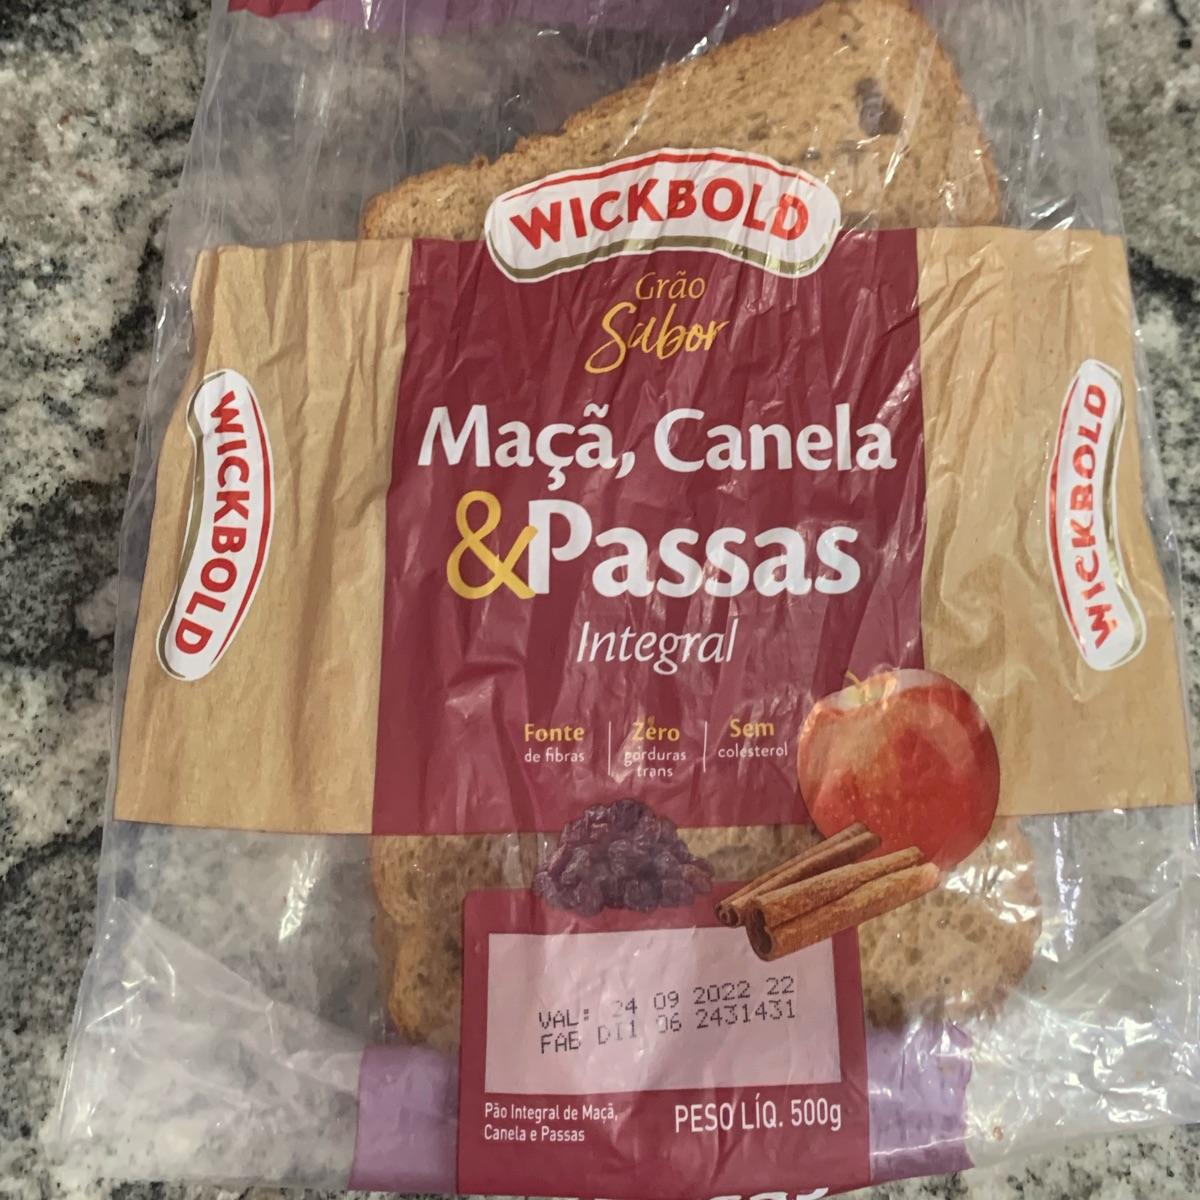 WICKBOLD
Grão
Sabor
Maçã, Canela
&Passas
Integral
WICKBOLD
WICKBOLD
Fonte
de fibras
Zero
gorduras
trans
Sem
colesterol
VAL: 24 09 2022 22
FAB DI1 06 2431431
Pão Integral de Maçã,
Canela e Passas
PESO LÍQ. 500g